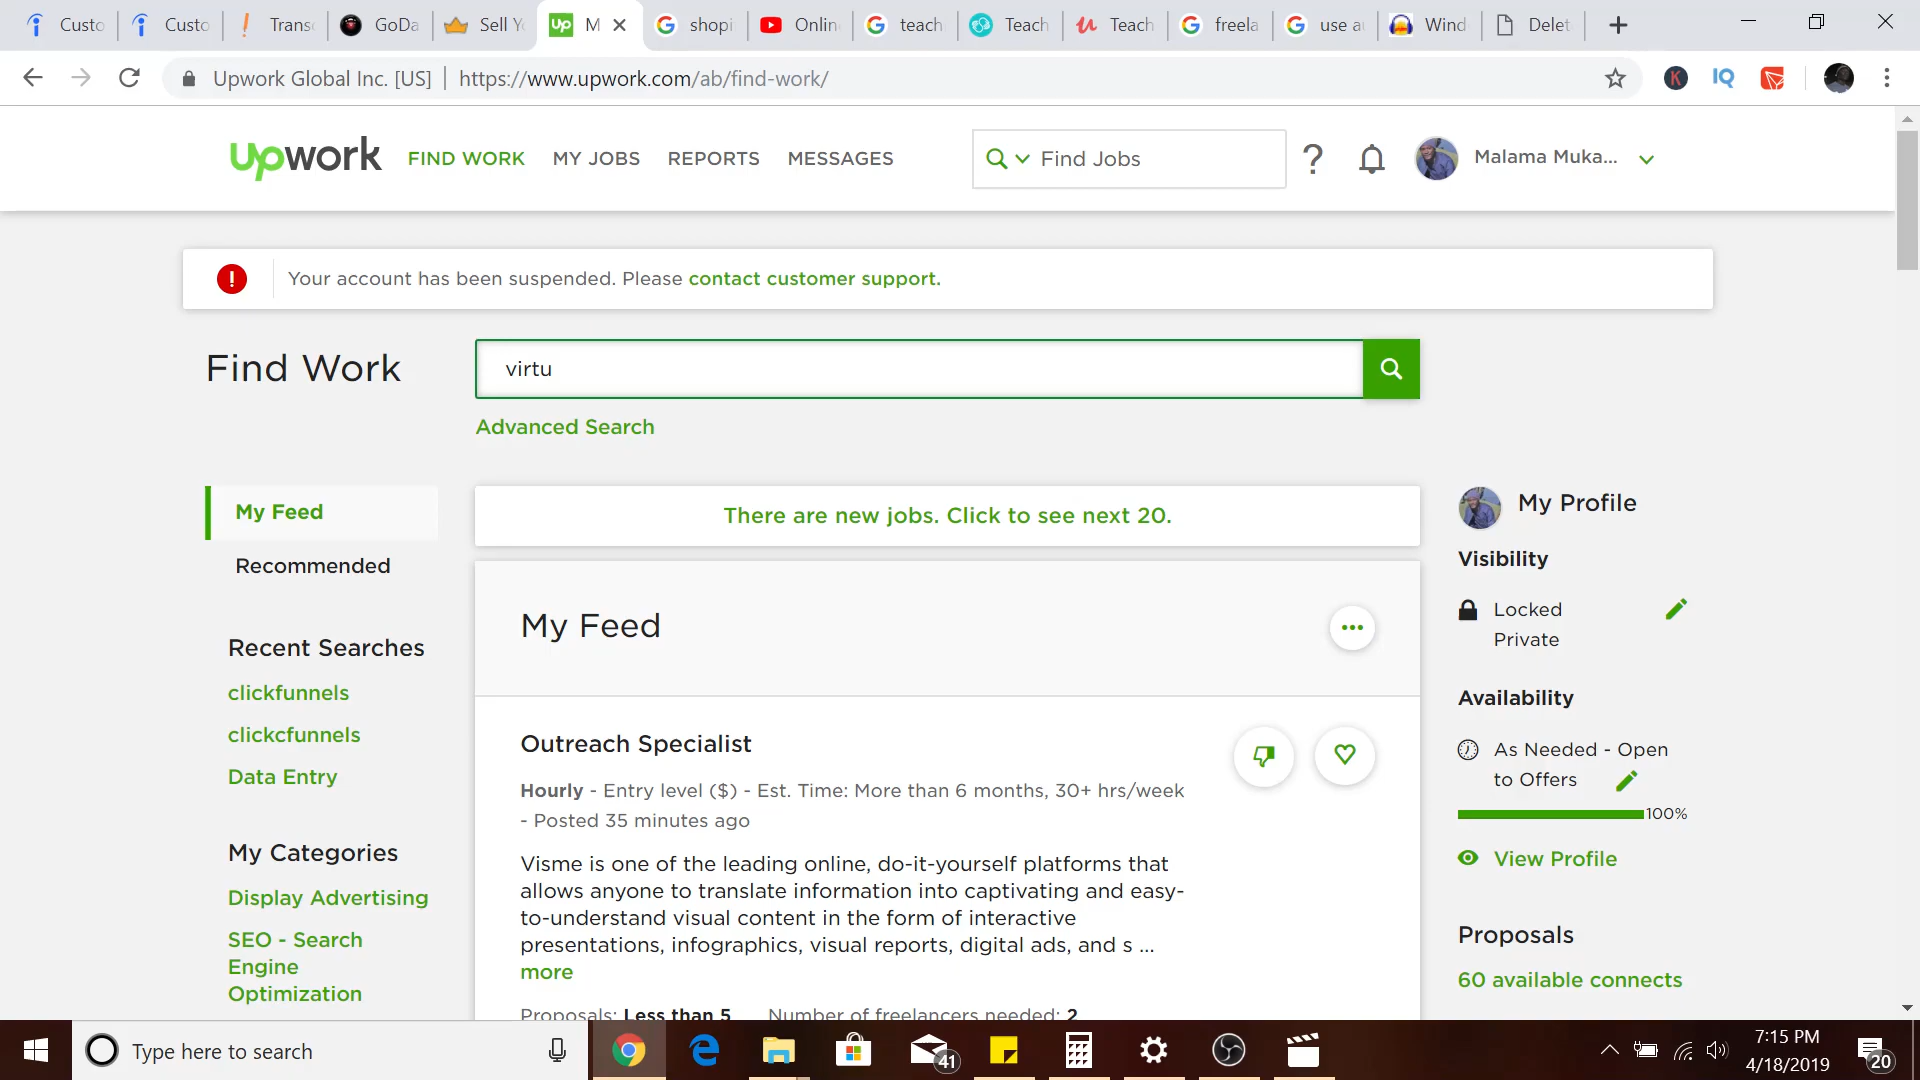 Custo
Custo
Transc
GoDa
Sell Yo
M
shopi
Onlin
teach
Teach
Teach
freela
use au
Wind
Delet
Upwork Global Inc. [US] | https://www.upwork.com/ab/find-work/
K
IQ
upwork
FIND WORK
MY JOBS
REPORTS
MESSAGES
Find Jobs
?
Malama Muka...
Your account has been suspended. Please contact customer support.
Find Work
virtu
Advanced Search
My Feed
Recommended
Recent Searches
clickfunnels
clickcfunnels
Data Entry
My Categories
Display Advertising
SEO - Search
Engine
Optimization
There are new jobs. Click to see next 20.
My Feed
Outreach Specialist
Hourly - Entry level ($) - Est. Time: More than 6 months, 30+ hrs/week
- Posted 35 minutes ago
Visme is one of the leading online, do-it-yourself platforms that
allows anyone to translate information into captivating and easy-
to-understand visual content in the form of interactive
presentations, infographics, visual reports, digital ads, and s ...
more
Proposals: Less than 5 Number of freelancers needed: 2
My Profile
Visibility
Locked
Private
Availability
As Needed - Open
to Offers
100%
View Profile
Proposals
60 available connects
Type here to search
41
7:15 PM
4/18/2019
20